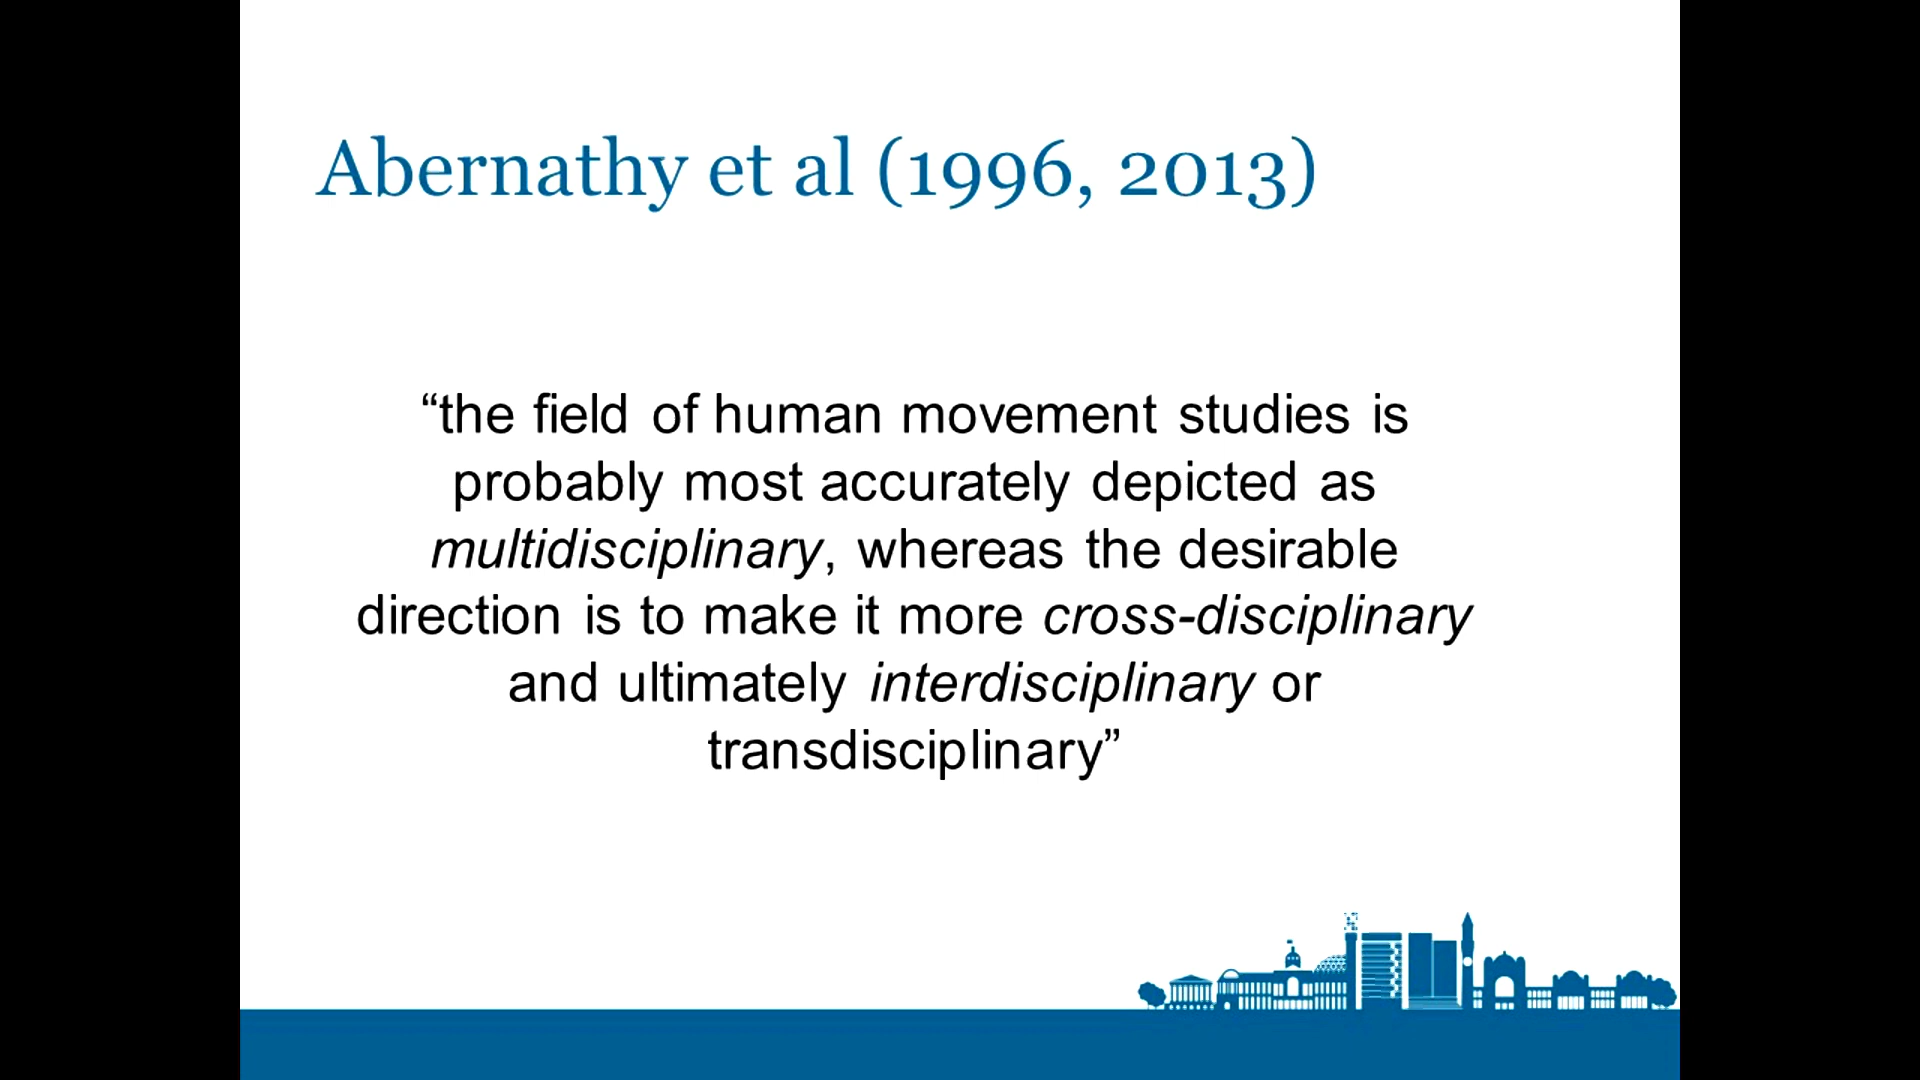 Abernathy et al (1996, 2013)
“the field of human movement studies is
probably most accurately depicted as
multidisciplinary, whereas the desirable
direction is to make it more cross-disciplinary
and ultimately interdisciplinary or
transdisciplinary”